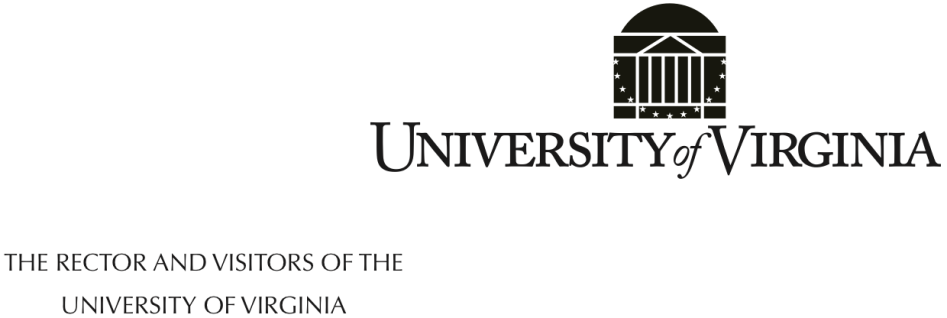 UNIVERSITY of VIRGINIA
THE RECTOR AND VISITORS OF THE
UNIVERSITY OF VIRGINIA